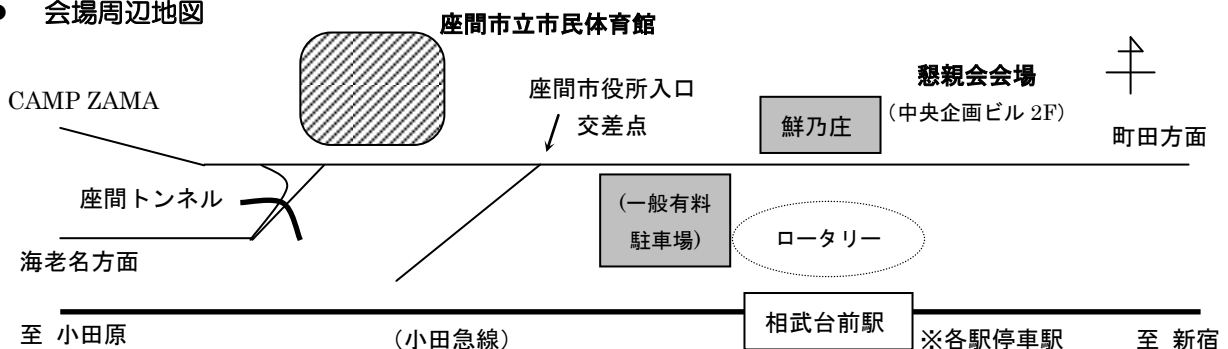 ● 会場周辺地図
座間市立市民体育館
CAMP ZAMA
座間市役所入口
交差点
懇親会会場
鮮乃庄
(中央企画ビル 2F)
町田方面
座間トンネル
(一般有料
駐車場)
ロータリー
海老名方面
相武台前駅
至 小田原
(小田急線)
※各駅停車駅
至 新宿